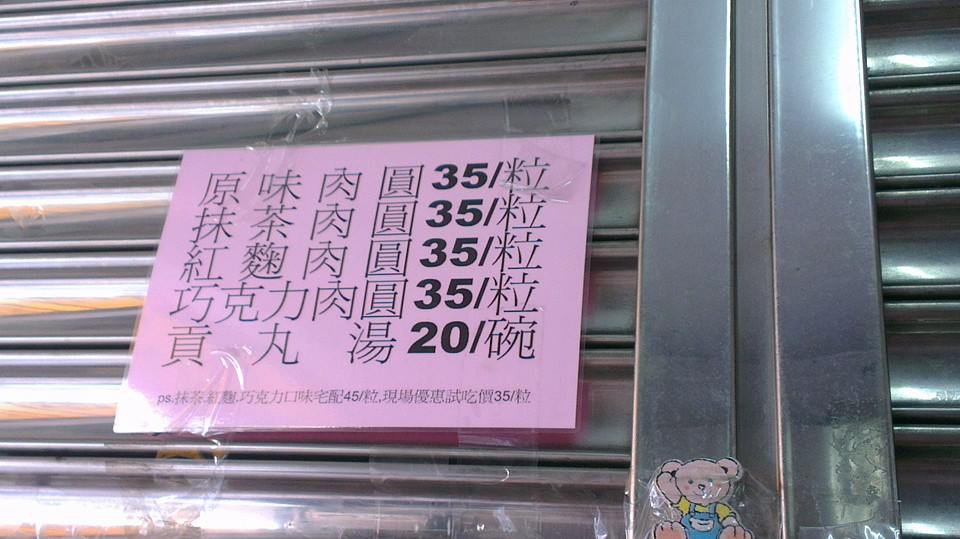 原味肉圓35/粒
抹茶肉圓35/粒
紅麴肉圓35/粒
巧克力肉圓35/粒
貢丸湯20/碗
ps.抹茶.紅麴.巧克力口味宅配45/粒,現場優惠試吃價35/粒